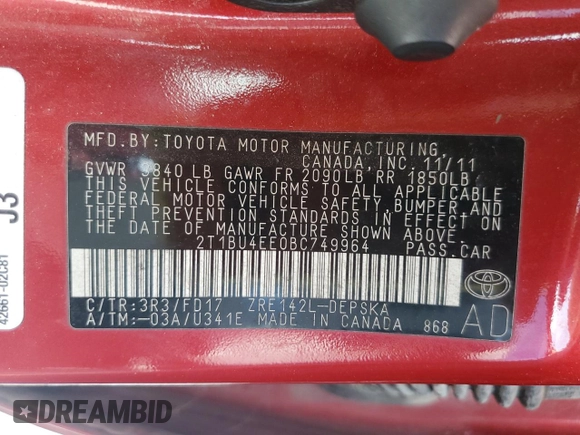 MFD.BY:TOYOTA MOTOR MANUFACTURING,
CANADA, INC. 11/11
GVWR 3840 LB GAWR FR 2090LB, RR 1850LB
THIS VEHICLE CONFORMS TO ALL APPLICABLE
FEDERAL MOTOR VEHICLE SAFETY, BUMPER, AND
THEFT PREVENTION STANDARDS IN EFFECT ON
THE DATE OF MANUFACTURE SHOWN ABOVE.
2T1BU4EE0BC749964 PASS.CAR
C/TR:3R3/FD17 ZRE142L-DEPSKA
A/TM:-03A/U341E MADE IN CANADA 868
AD
J3
42661-02C81
DREAMBID